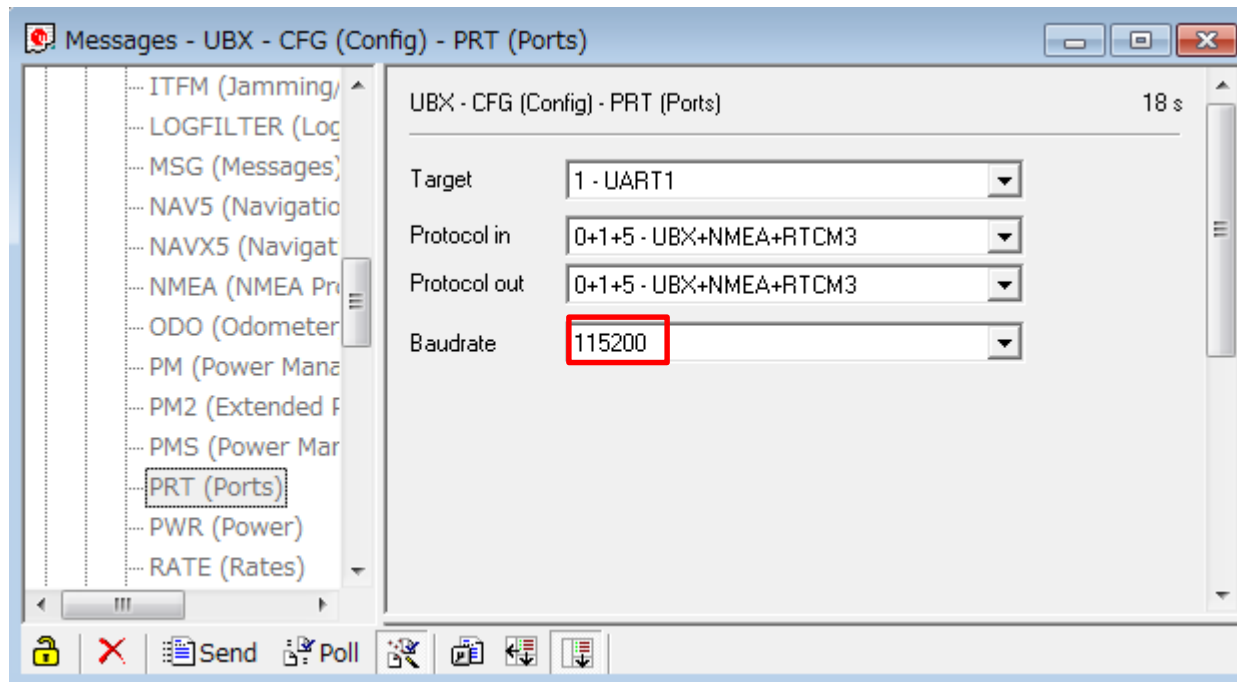 Messages - UBX - CFG (Config) - PRT (Ports)
ITFM (Jamming/
LOGFILTER (Log
MSG (Messages)
NAV5 (Navigatio
NAVX5 (Navigat
NMEA (NMEA Pro
ODO (Odometer
PM (Power Mana
PM2 (Extended P
PMS (Power Mar
PRT (Ports)
PWR (Power)
RATE (Rates)
UBX - CFG (Config) - PRT (Ports) 18 s
Target 1 - UART1
Protocol in 0+1+5 - UBX+NMEA+RTCM3
Protocol out 0+1+5 - UBX+NMEA+RTCM3
Baudrate 115200
Send Poll